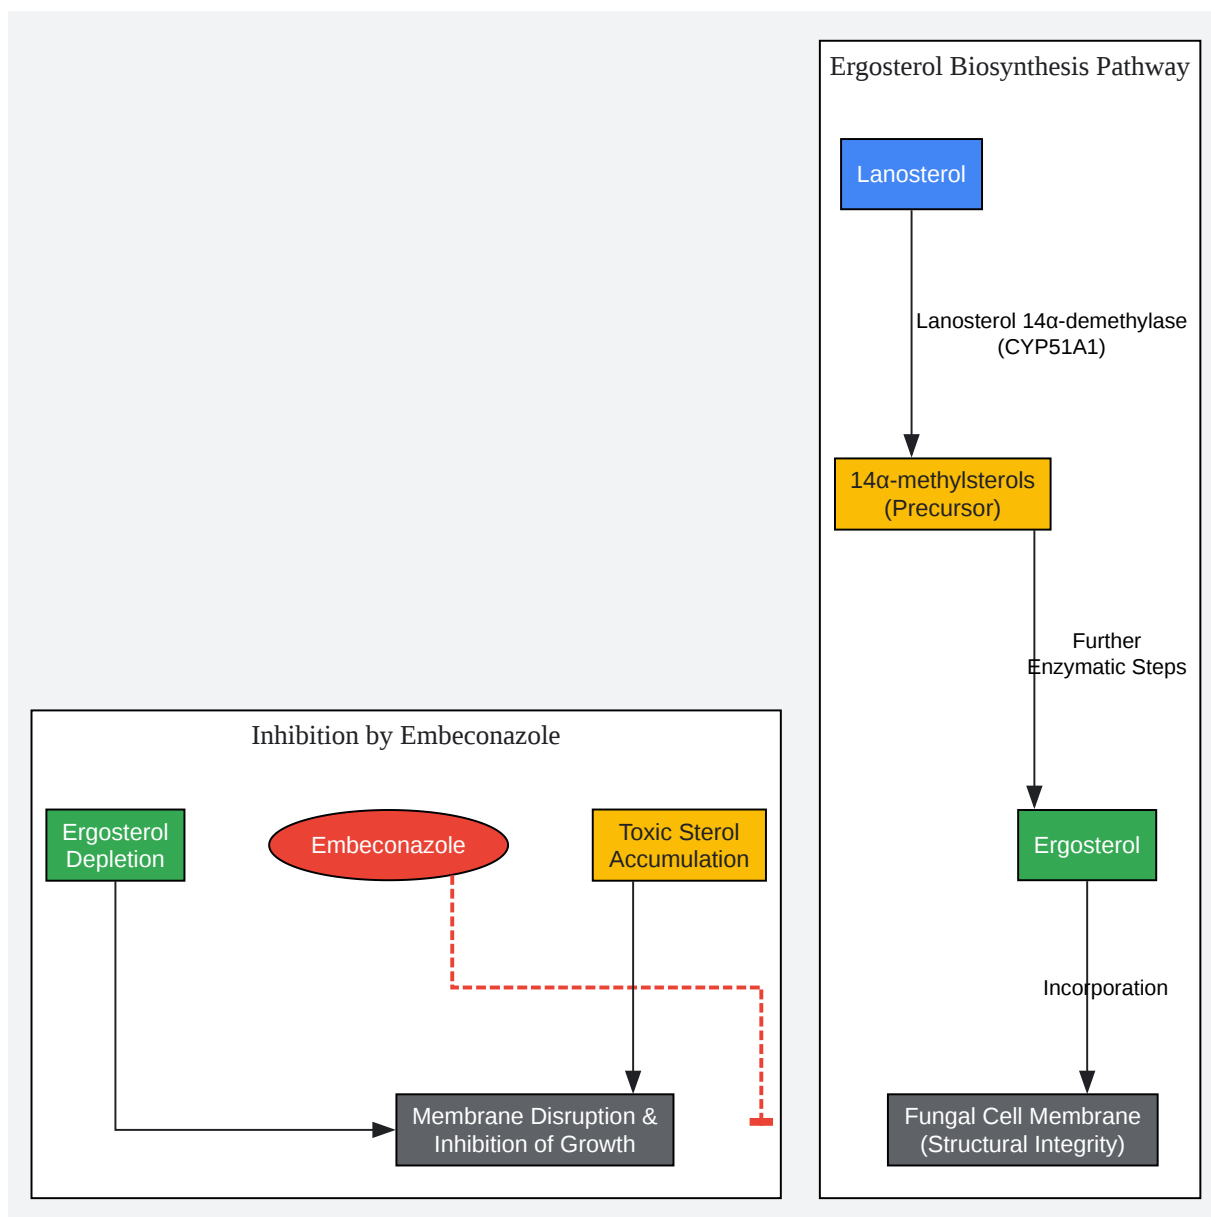 Ergosterol Biosynthesis Pathway
Lanosterol
Lanosterol 14α-demethylase
(CYP51A1)
14α-methylsterols
(Precursor)
Further
Enzymatic Steps
Ergosterol
Incorporation
Fungal Cell Membrane
(Structural Integrity)
Inhibition by Embeconazole
Ergosterol
Depletion
Embeconazole
Toxic Sterol
Accumulation
Membrane Disruption &
Inhibition of Growth